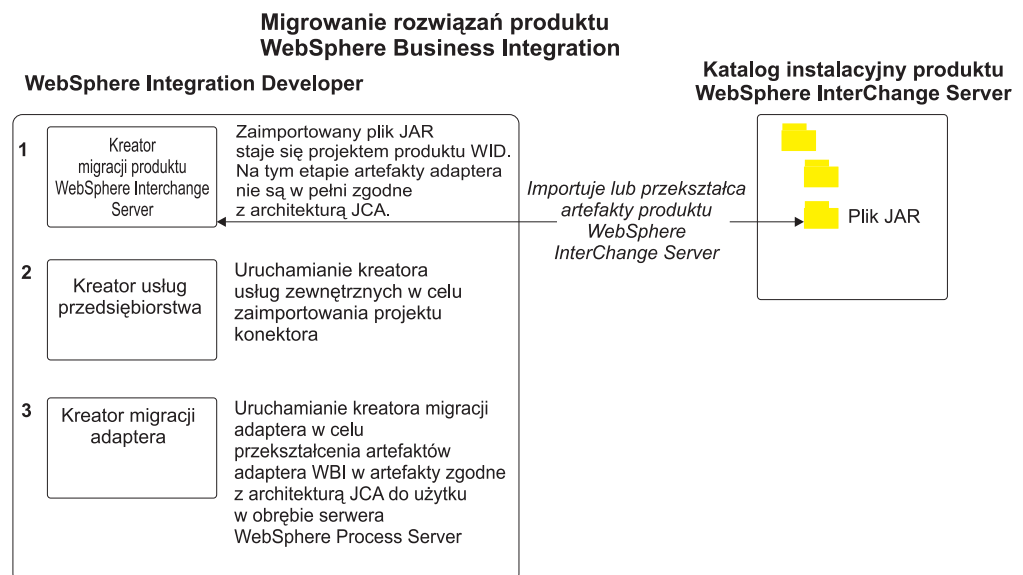 Migrowanie rozwiązań produktu
WebSphere Business Integration
WebSphere Integration Developer
Katalog instalacyjny produktu
WebSphere InterChange Server
1
Kreator
migracji produktu
WebSphere Interchange
Server
Zaimportowany plik JAR
staje się projektem produktu WID.
Na tym etapie artefakty adaptera
nie są w pełni zgodne
z architekturą JCA.
Importuje lub przekształca
artefakty produktu
WebSphere
InterChange Server
Plik JAR
2
Kreator usług
przedsiębiorstwa
Uruchamianie kreatora
usług zewnętrznych w celu
zaimportowania projektu
konektora
3
Kreator migracji
adaptera
Uruchamianie kreatora migracji
adaptera w celu
przekształcenia artefaktów
adaptera WBI w artefakty zgodne
z architekturą JCA do użytku
w obrębie serwera
WebSphere Process Server